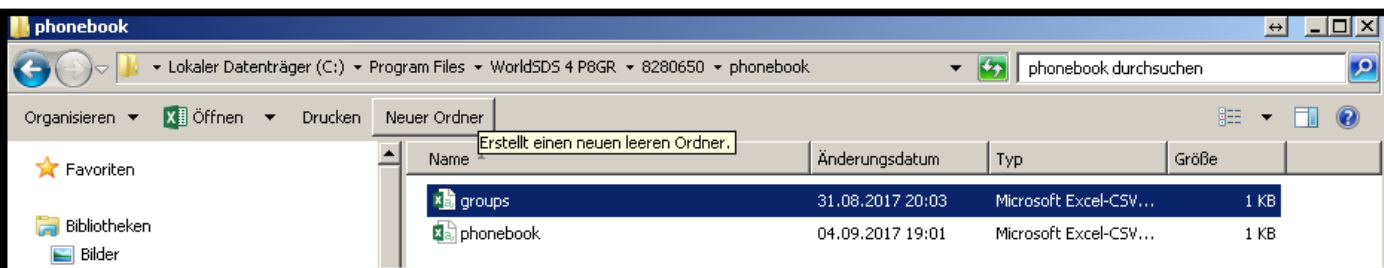 phonebook
Lokaler Datenträger (C:) Program Files WorldSDS 4 P8GR 8280650 phonebook phonebook durchsuchen
Organisieren Öffnen Drucken Neuer Ordner
Erstellt einen neuen leeren Ordner.
Favoriten
Name Änderungsdatum Typ Größe
groups 31.08.2017 20:03 Microsoft Excel-CSV... 1 KB
Bibliotheken
phonebook 04.09.2017 19:01 Microsoft Excel-CSV... 1 KB
Bilder